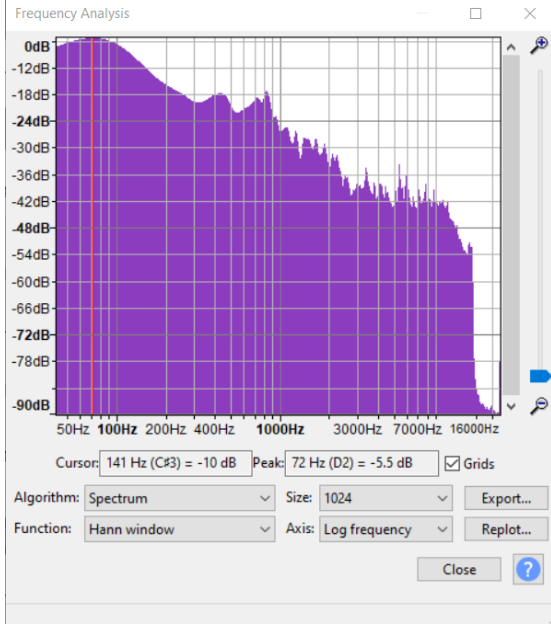 Frequency Analysis
0dB
-12dB
-18dB
-24dB
-30dB
-36dB
-42dB
-48dB
-54dB
-60dB
-66dB
-72dB
-78dB
-90dB
50Hz 100Hz 200Hz 400Hz 1000Hz 3000Hz 7000Hz 16000Hz
Cursor: 141 Hz (C♯3) = -10 dB Peak: 72 Hz (D2) = -5.5 dB Grids
Algorithm: Spectrum Size: 1024 Export...
Function: Hann window Axis: Log frequency Replot...
Close ?